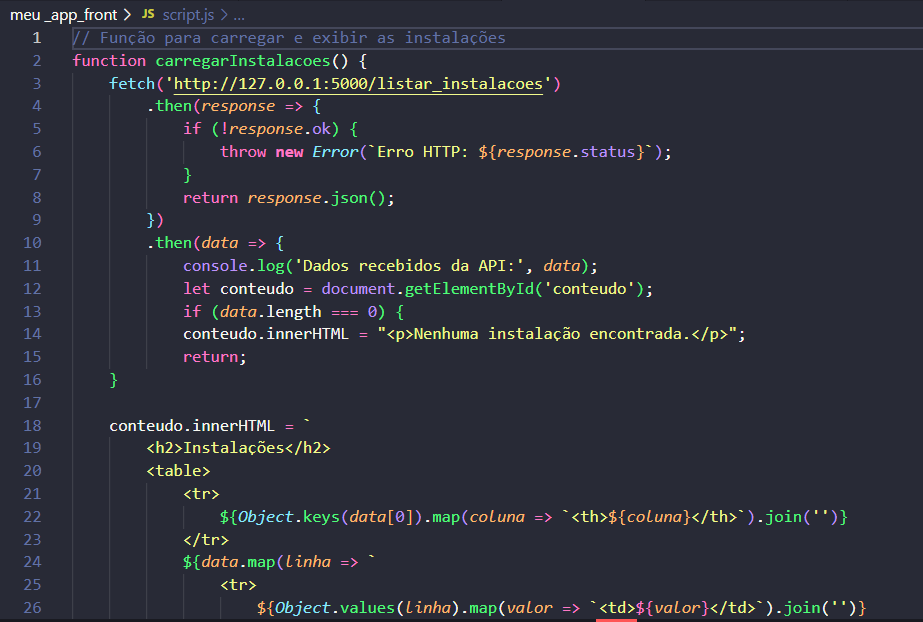 meu _app_front > JS script.js > ...
1 // Função para carregar e exibir as instalações
2 function carregarInstalacoes() {
3     fetch('http://127.0.0.1:5000/listar_instalacoes')
4         .then(response => {
5             if (!response.ok) {
6                 throw new Error(`Erro HTTP: ${response.status}`);
7             }
8             return response.json();
9         })
10         .then(data => {
11             console.log('Dados recebidos da API:', data);
12             let conteudo = document.getElementById('conteudo');
13             if (data.length === 0) {
14             conteudo.innerHTML = "<p>Nenhuma instalação encontrada.</p>";
15             return;
16     }
17
18     conteudo.innerHTML = `
19         <h2>Instalações</h2>
20         <table>
21             <tr>
22                 ${Object.keys(data[0]).map(coluna => `<th>${coluna}</th>`).join('')}
23             </tr>
24             ${data.map(linha => `
25                 <tr>
26                     ${Object.values(linha).map(valor => `<td>${valor}</td>`).join('')}